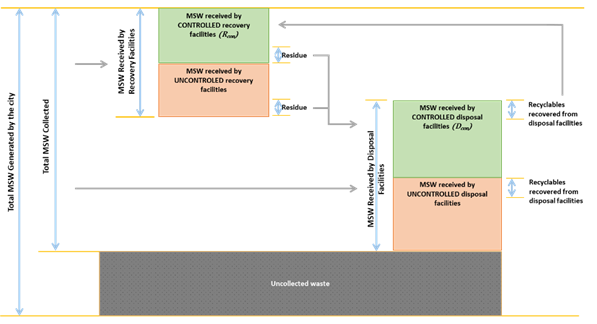 Total MSW Generated by the city
Total MSW Collected
MSW Received by
Recovery Facilities
MSW received by
CONTROLLED recovery
facilities (Rcon)
MSW received by
UNCONTROLED recovery
facilities
Residue
Residue
MSW Received by Disposal
Facilities
MSW received by
CONTROLLED disposal
facilities (Dcon)
MSW received by
UNCONTROLLED disposal
facilities
Recyclables
recovered from
disposal facilities
Recyclables
recovered from
disposal facilities
Uncollected waste